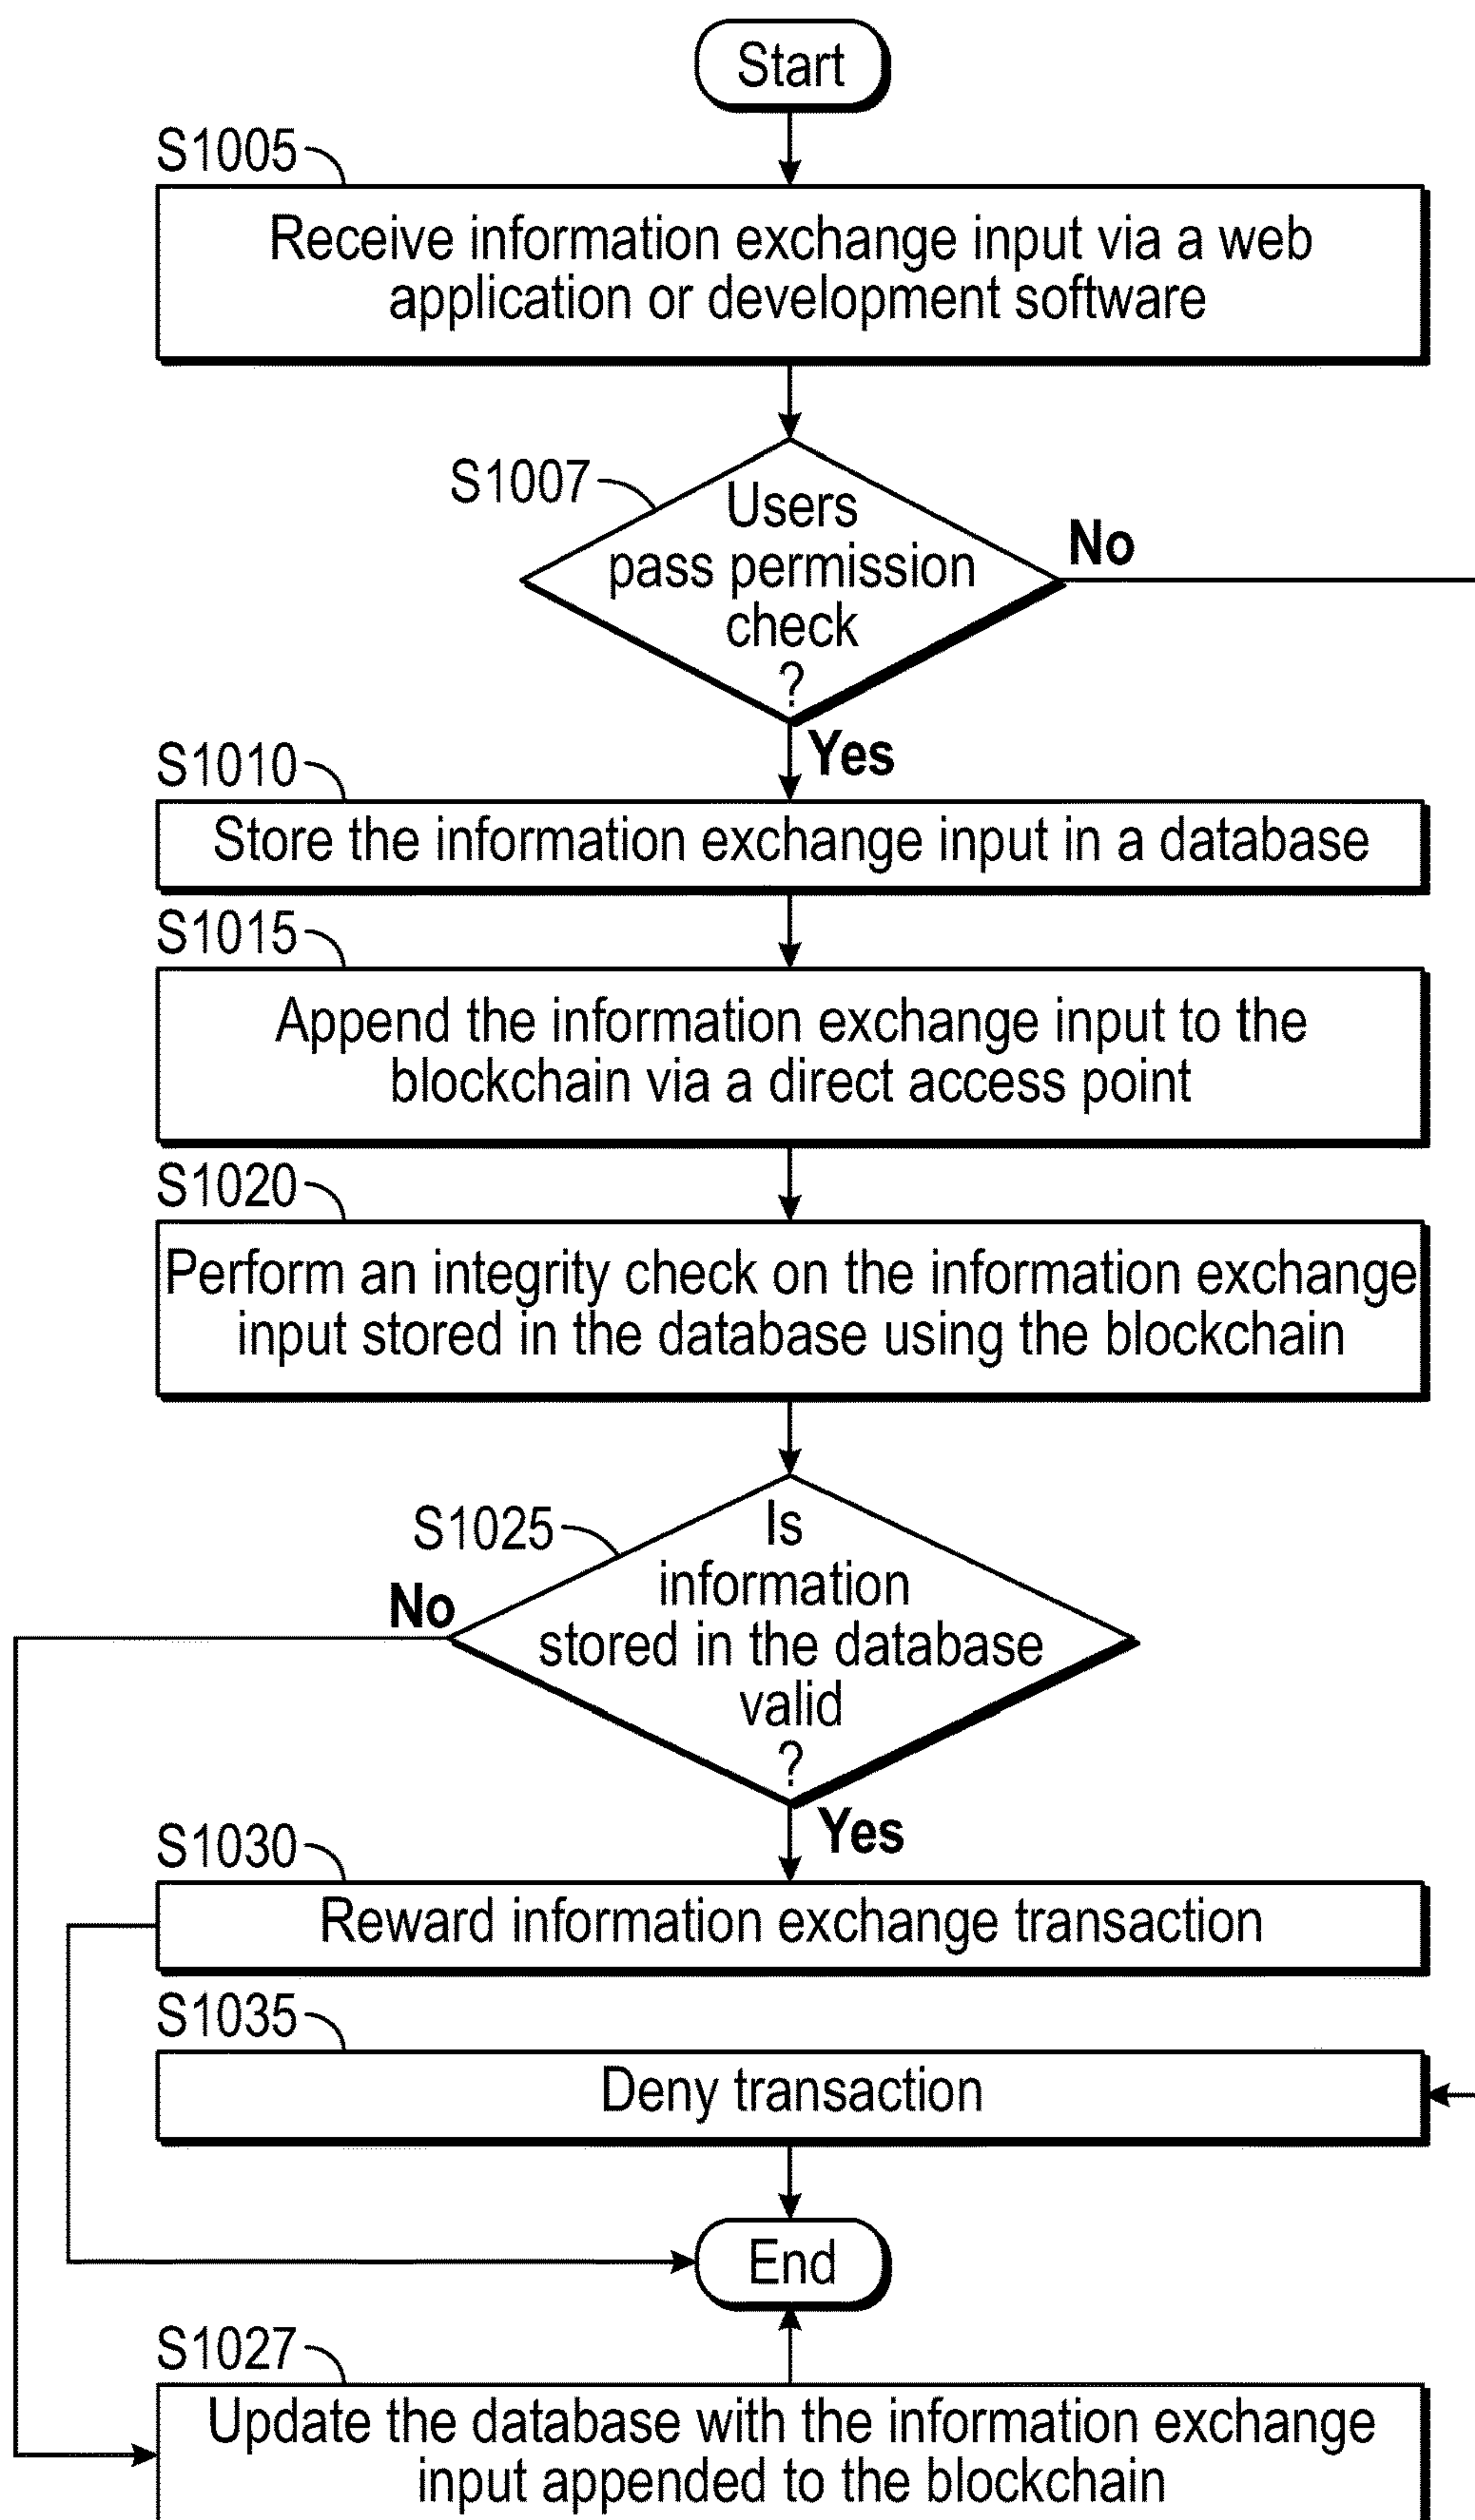 Start
S1005
Receive information exchange input via a web
application or development software
S1007
Users
pass permission
check
?
No
Yes
S1010
Store the information exchange input in a database
S1015
Append the information exchange input to the
blockchain via a direct access point
S1020
Perform an integrity check on the information exchange
input stored in the database using the blockchain
S1025
Is
information
stored in the database
valid
?
No
Yes
S1030
Reward information exchange transaction
S1035
Deny transaction
End
S1027
Update the database with the information exchange
input appended to the blockchain